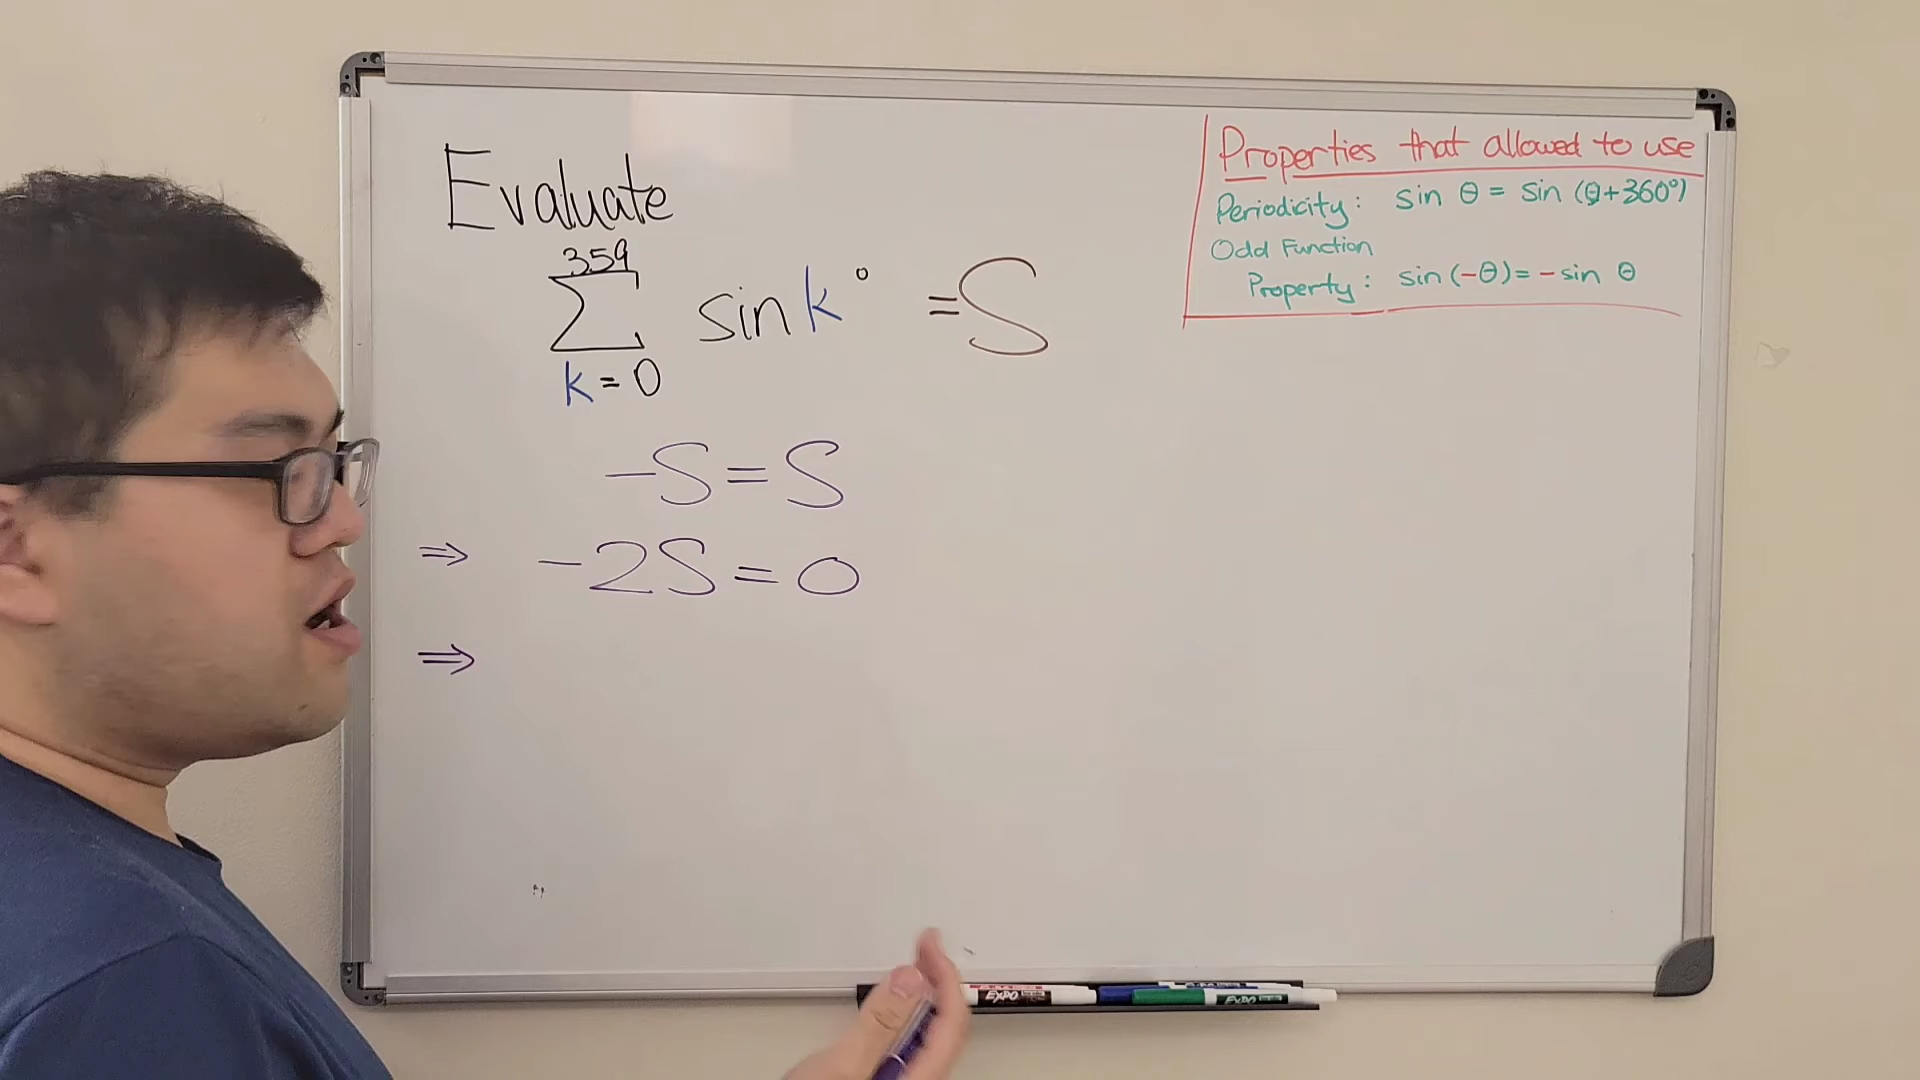 Evaluate
359
∑ sin k° = S
k = 0
-S = S
⇒ -2S = 0
⇒
Properties that allowed to use
Periodicity: sin θ = sin (θ+360°)
Odd Function
Property: sin (-θ) = - sin θ
EXPO
EXPO